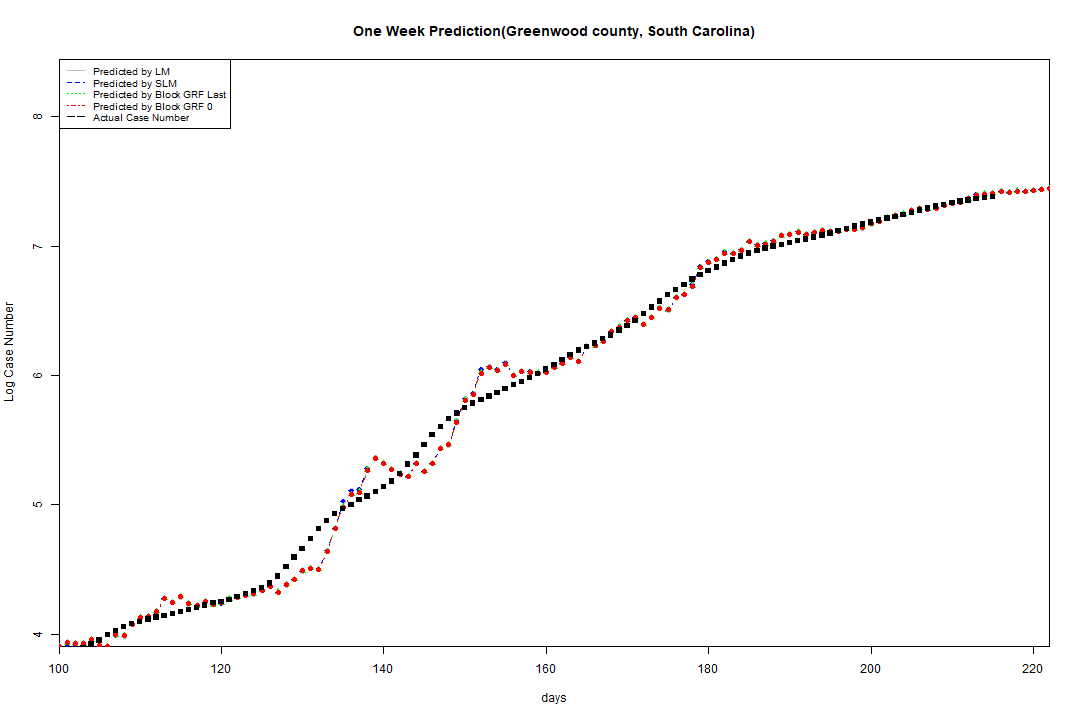 One Week Prediction(Greenwood county, South Carolina)
Predicted by LM
Predicted by SLM
Predicted by Block GRF Last
Predicted by Block GRF 0
Actual Case Number
8
7
6
5
4
Log Case Number
100 120 140 160 180 200 220
days